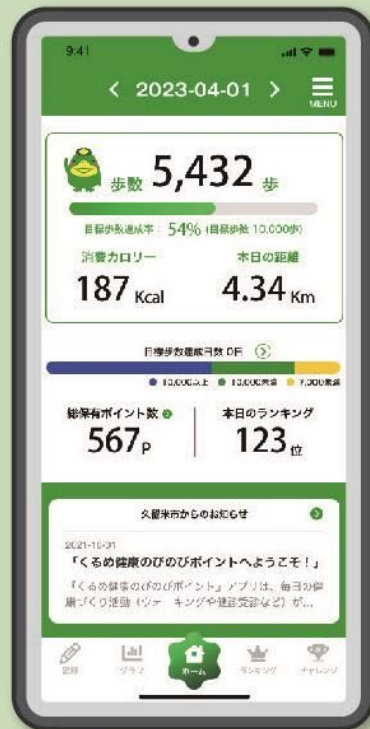 9:41
2023-04-01
MENU
歩数 5,432 歩
目標歩数達成率： 54% (目標歩数 10,000歩)
消費カロリー 本日の距離
187 Kcal 4.34 Km
目標歩数達成日数 0日
10,000以上 10,000未満 7,000未満
総保有ポイント数 本日のランキング
567 P 123 位
久留米市からのお知らせ
2021-10-01
「くるめ健康のびのびポイントへようこそ！」
「くるめ健康のびのびポイント」アプリは、毎日の健
康づくり活動（ウォーキングや健診受診など）が...
記録 グラフ ホーム ランキング チャレンジ